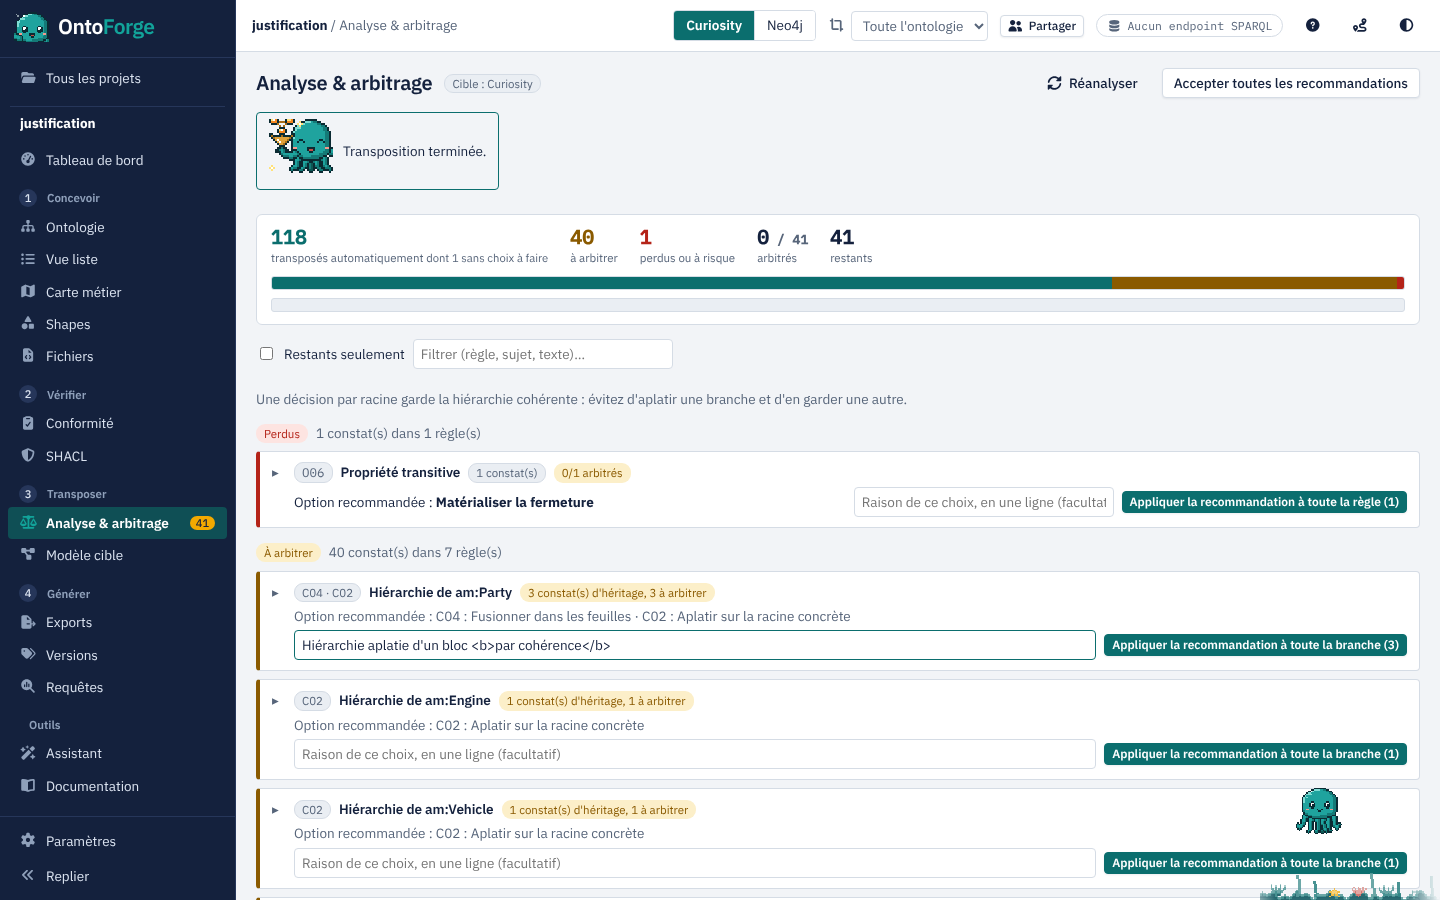 OntoForge
Tous les projets
justification
Tableau de bord
1 Concevoir
Ontologie
Vue liste
Carte métier
Shapes
Fichiers
2 Vérifier
Conformité
SHACL
3 Transposer
Analyse & arbitrage 41
Modèle cible
4 Générer
Exports
Versions
Requêtes
Outils
Assistant
Documentation
Paramètres
Replier
justification / Analyse & arbitrage
Curiosity Neo4j Toute l'ontologie Partager Aucun endpoint SPARQL
Analyse & arbitrage Cible : Curiosity Réanalyser Accepter toutes les recommandations
Transposition terminée.
118 40 1 0 / 41 41
transposés automatiquement dont 1 sans choix à faire à arbitrer perdus ou à risque arbitrés restants
Restants seulement Filtrer (règle, sujet, texte)...
Une décision par racine garde la hiérarchie cohérente : évitez d'aplatir une branche et d'en garder une autre.
Perdus 1 constat(s) dans 1 règle(s)
▸ O06 Propriété transitive 1 constat(s) 0/1 arbitrés
Option recommandée : Matérialiser la fermeture Raison de ce choix, en une ligne (facultat Appliquer la recommandation à toute la règle (1)
À arbitrer 40 constat(s) dans 7 règle(s)
▸ C04 · C02 Hiérarchie de am:Party 3 constat(s) d'héritage, 3 à arbitrer
Option recommandée : C04 : Fusionner dans les feuilles · C02 : Aplatir sur la racine concrète
Hiérarchie aplatie d'un bloc <b>par cohérence</b> Appliquer la recommandation à toute la branche (3)
▸ C02 Hiérarchie de am:Engine 1 constat(s) d'héritage, 1 à arbitrer
Option recommandée : C02 : Aplatir sur la racine concrète
Raison de ce choix, en une ligne (facultatif) Appliquer la recommandation à toute la branche (1)
▸ C02 Hiérarchie de am:Vehicle 1 constat(s) d'héritage, 1 à arbitrer
Option recommandée : C02 : Aplatir sur la racine concrète
Raison de ce choix, en une ligne (facultatif) Appliquer la recommandation à toute la branche (1)